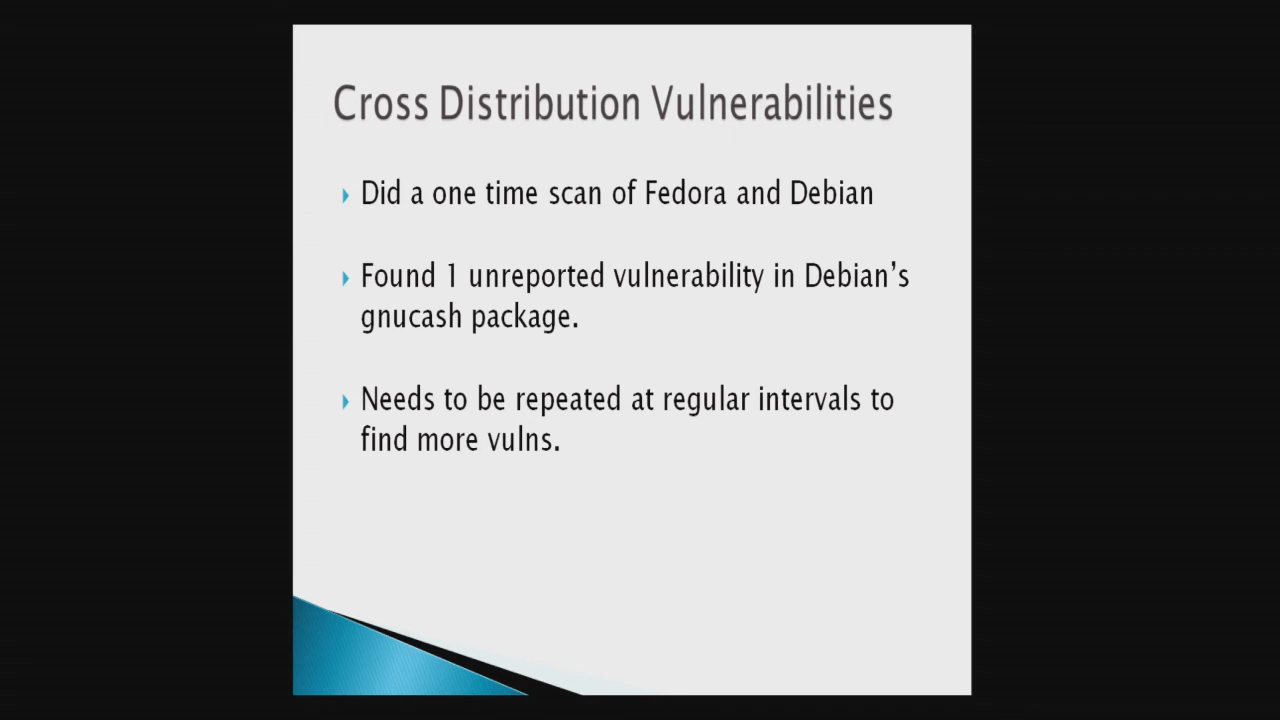 Cross Distribution Vulnerabilities
Did a one time scan of Fedora and Debian
Found 1 unreported vulnerability in Debian's
gnucash package.
Needs to be repeated at regular intervals to
find more vulns.